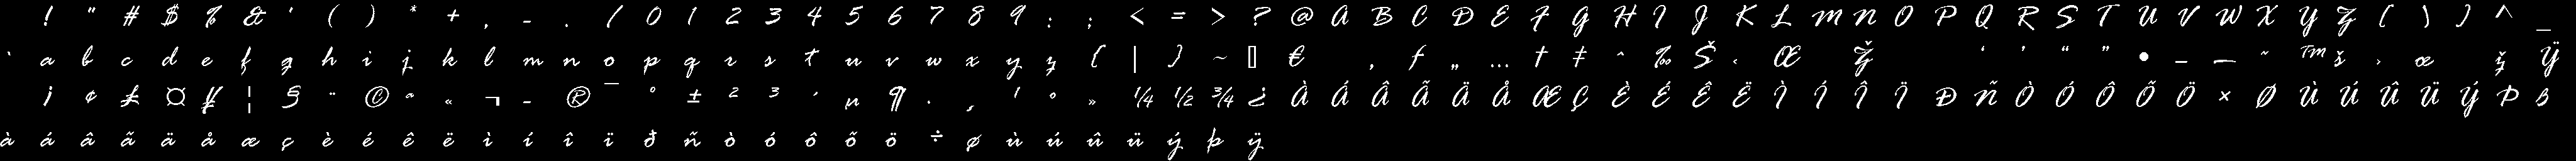 ! " # $ % & ' ( ) * + , - . / 0 1 2 3 4 5 6 7 8 9 : ; < = > ? @ A B C D E F G H I J K L M N O P Q R S T U V W X Y Z [ \ ] ^ _
` a b c d e f g h i j k l m n o p q r s t u v w x y z { | } ~ ▯ € ‚ ƒ „ … † ‡ ˆ ‰ Š ‹ Œ Ž ‘ ’ “ ” • – — ˜ ™ š › œ ž Ÿ
¡ ¢ £ ¤ ¥ ¦ § ¨ © ª « ¬ - ® ¯ ° ± ² ³ ´ µ ¶ · ¸ ¹ º » ¼ ½ ¾ ¿ À Á Â Ã Ä Å Æ Ç È É Ê Ë Ì Í Î Ï Ð Ñ Ò Ó Ô Õ Ö × Ø Ù Ú Û Ü Ý Þ ß
à á â ã ä å æ ç è é ê ë ì í î ï ð ñ ò ó ô õ ö ÷ ø ù ú û ü ý þ ÿ